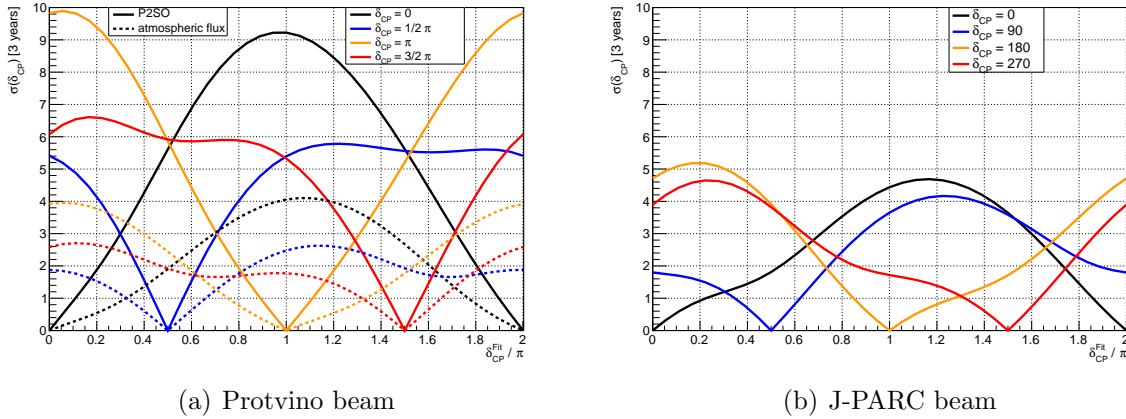 P2SO
atmospheric flux
δCP = 0
δCP = 1/2 π
δCP = π
δCP = 3/2 π
σ(δCP) [3 years]
10
9
8
7
6
5
4
3
2
1
0
0 0.2 0.4 0.6 0.8 1 1.2 1.4 1.6 1.8 2
δCP^Fit / π
(a) Protvino beam
δCP = 0
δCP = 90
δCP = 180
δCP = 270
σ(δCP) [3 years]
10
9
8
7
6
5
4
3
2
1
0
0 0.2 0.4 0.6 0.8 1 1.2 1.4 1.6 1.8 2
δCP^Fit / π
(b) J-PARC beam